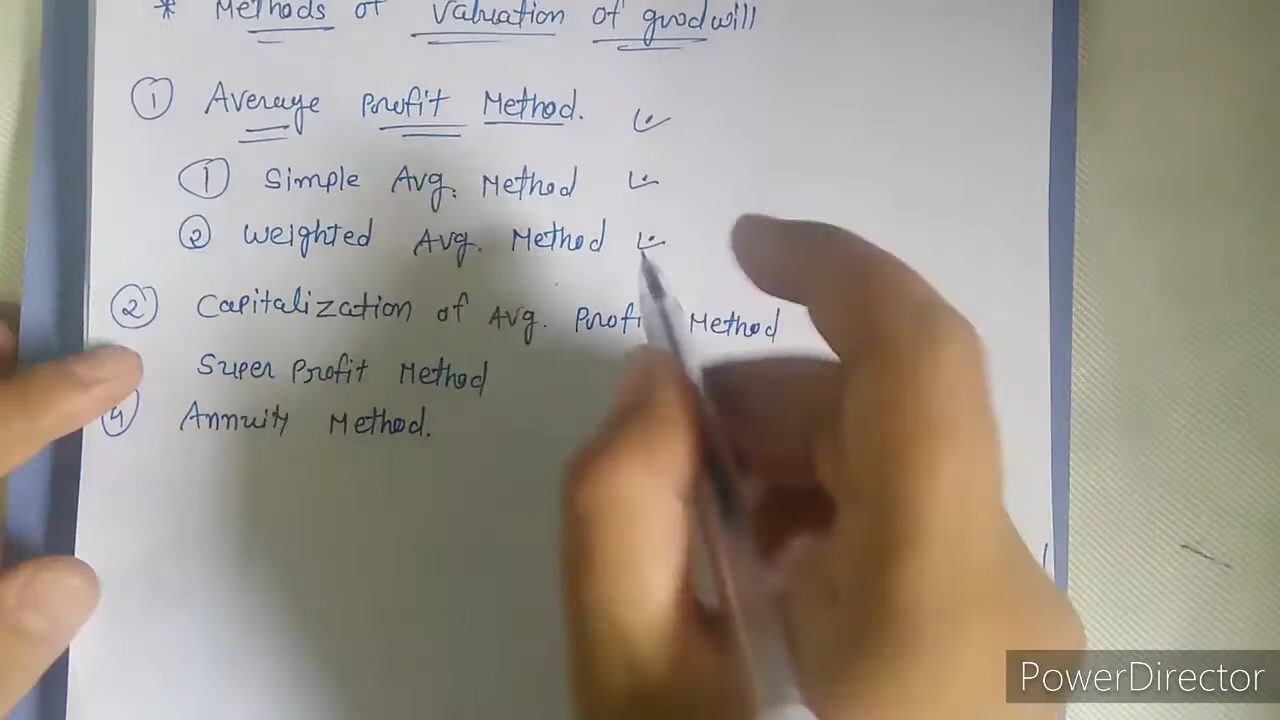 * Methods of Valuation of goodwill
① Average Profit Method.
① Simple Avg. Method
② Weighted Avg. Method
② Capitalization of Avg. Profit Method
Super Profit Method
④ Annuity Method.
PowerDirector